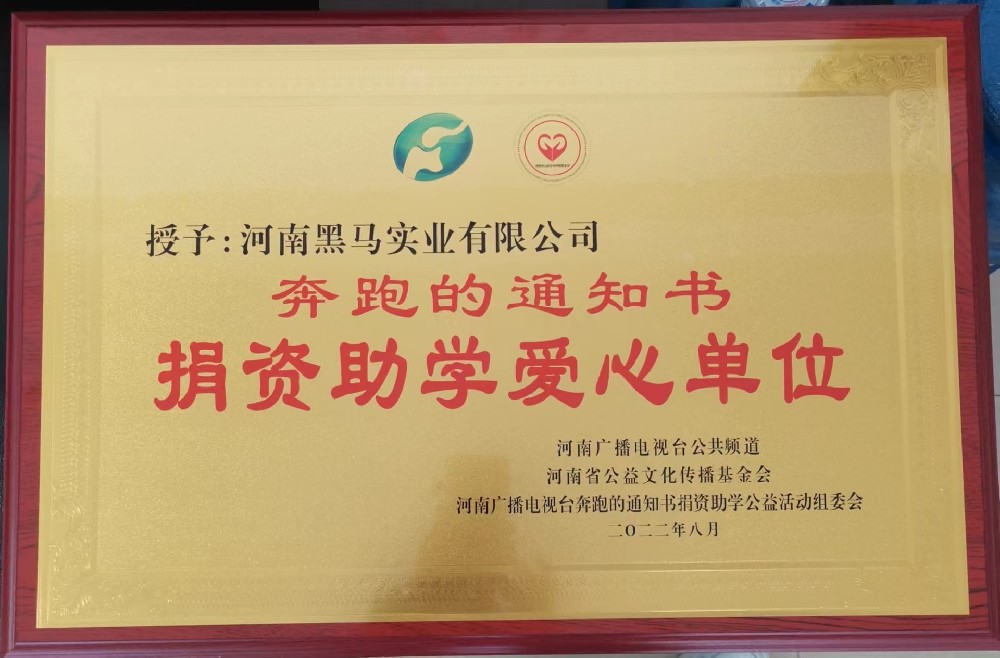 授予:河南黑马实业有限公司
奔跑的通知书
捐资助学爱心单位
河南广播电视台公共频道
河南省公益文化传播基金会
河南广播电视台奔跑的通知书捐资助学公益活动组委会
二〇二二年八月